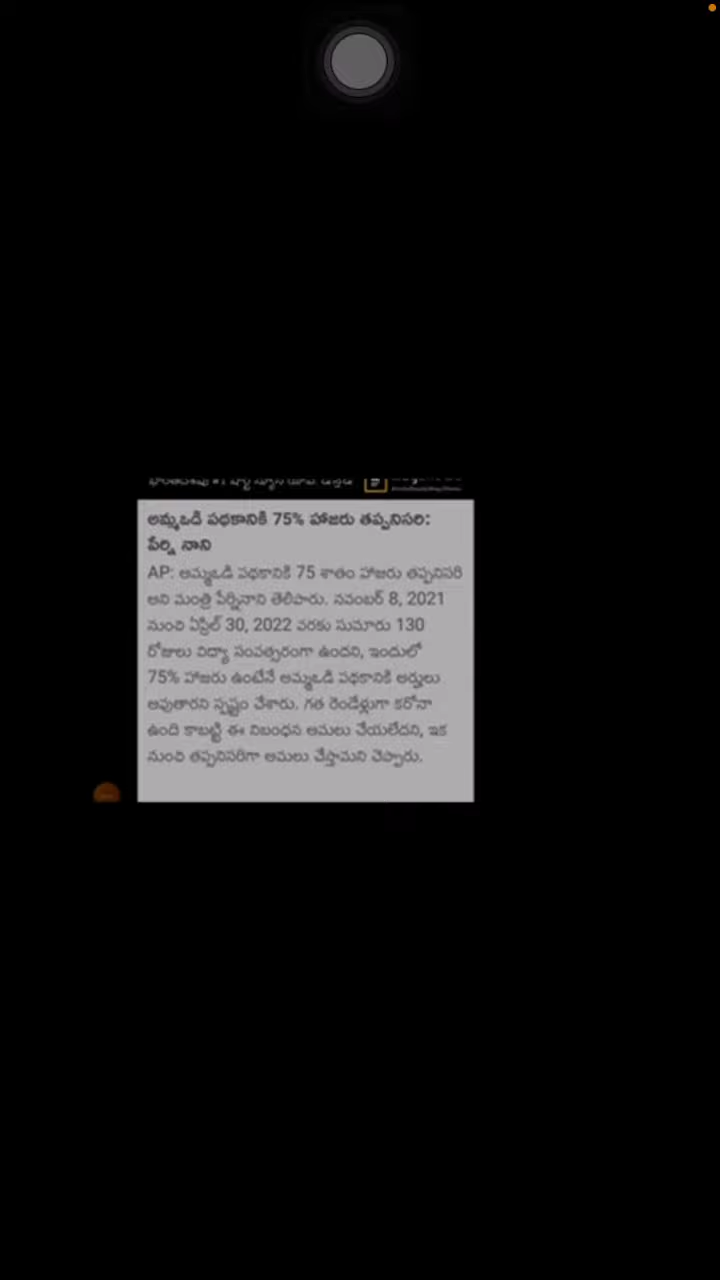 అమ్మఒడి పథకానికి 75% హాజరు తప్పనిసరి:
పేర్ని నాని
AP: అమ్మఒడి పథకానికి 75 శాతం హాజరు తప్పనిసరి
అని మంత్రి పేర్నినాని తెలిపారు. నవంబర్ 8, 2021
నుంచి ఏప్రిల్ 30, 2022 వరకు సుమారు 130
రోజులు విద్యా సంవత్సరంగా ఉందని, ఇందులో
75% హాజరు ఉంటేనే అమ్మఒడి పథకానికి అర్హులు
అవుతారని స్పష్టం చేశారు. గత రెండేళ్లుగా కరోనా
ఉంది కాబట్టి ఈ నిబంధన అమలు చేయలేదని, ఇక
నుంచి తప్పనిసరిగా అమలు చేస్తామని చెప్పారు.